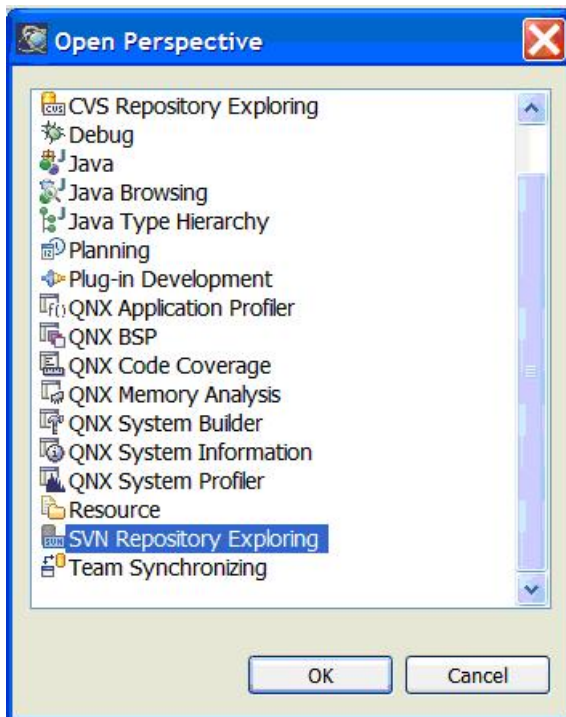 Open Perspective
CVS Repository Exploring
Debug
Java
Java Browsing
Java Type Hierarchy
Planning
Plug-in Development
QNX Application Profiler
QNX BSP
QNX Code Coverage
QNX Memory Analysis
QNX System Builder
QNX System Information
QNX System Profiler
Resource
SVN Repository Exploring
Team Synchronizing
OK Cancel